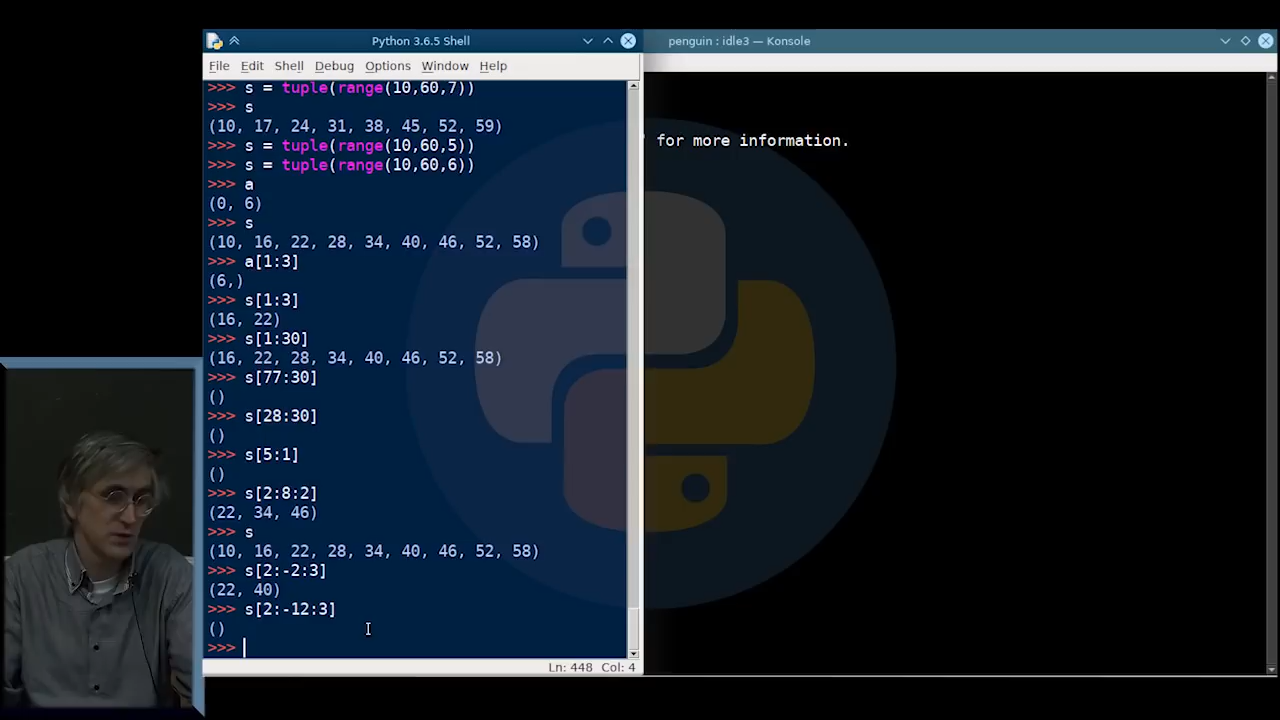 Python 3.6.5 Shell
penguin : idle3 — Konsole
File Edit Shell Debug Options Window Help
>>> s = tuple(range(10,60,7))
>>> s
(10, 17, 24, 31, 38, 45, 52, 59)
>>> s = tuple(range(10,60,5))
for more information.
>>> s = tuple(range(10,60,6))
>>> a
(0, 6)
>>> s
(10, 16, 22, 28, 34, 40, 46, 52, 58)
>>> a[1:3]
(6,)
>>> s[1:3]
(16, 22)
>>> s[1:30]
(16, 22, 28, 34, 40, 46, 52, 58)
>>> s[77:30]
()
>>> s[28:30]
()
>>> s[5:1]
()
>>> s[2:8:2]
(22, 34, 46)
>>> s
(10, 16, 22, 28, 34, 40, 46, 52, 58)
>>> s[2:-2:3]
(22, 40)
>>> s[2:-12:3]
()
>>>
Ln: 448 Col: 4